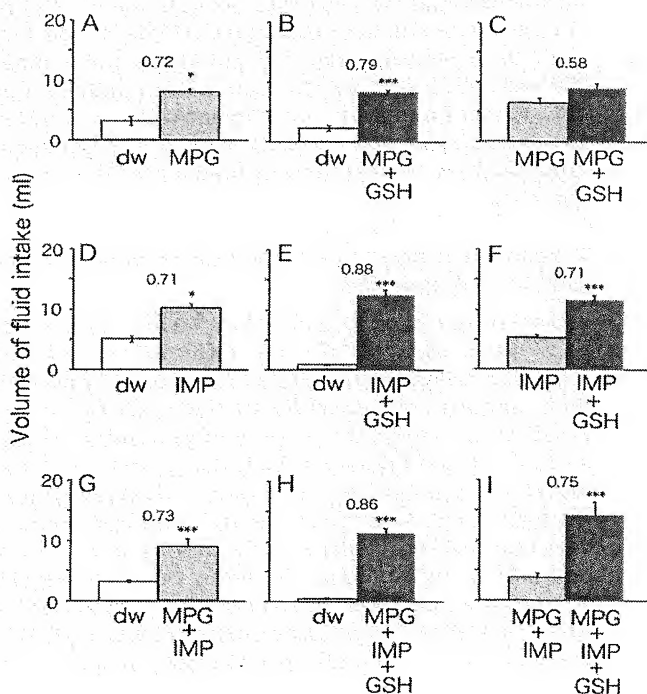 A
B
C
20
10
0
0.72
*
0.79
***
0.58
dw MPG
dw MPG
+
GSH
MPG MPG
+
GSH
Volume of fluid intake (ml)
D
E
F
20
10
0
0.71
*
0.88
***
0.71
***
dw IMP
dw IMP
+
GSH
IMP IMP
+
GSH
G
H
I
20
10
0
0.73
***
0.86
***
0.75
***
dw MPG
+
IMP
dw MPG
+
IMP
+
GSH
MPG MPG
+ +
IMP IMP
+
GSH